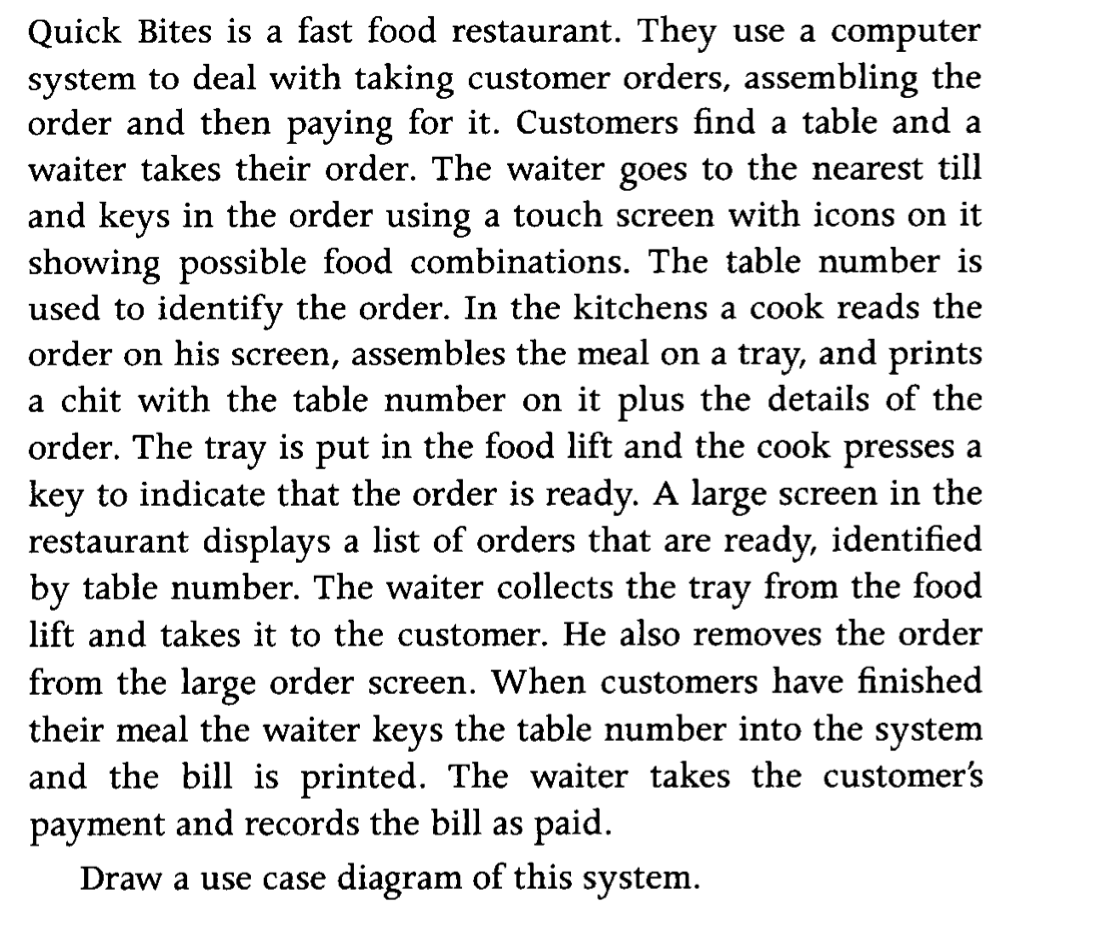 Quick Bites is a fast food restaurant. They use a computer
system to deal with taking customer orders, assembling the
order and then paying for it. Customers find a table and a
waiter takes their order. The waiter goes to the nearest till
and keys in the order using a touch screen with icons on it
showing possible food combinations. The table number is
used to identify the order. In the kitchens a cook reads the
order on his screen, assembles the meal on a tray, and prints
a chit with the table number on it plus the details of the
order. The tray is put in the food lift and the cook presses a
key to indicate that the order is ready. A large screen in the
restaurant displays a list of orders that are ready, identified
by table number. The waiter collects the tray from the food
lift and takes it to the customer. He also removes the order
from the large order screen. When customers have finished
their meal the waiter keys the table number into the system
and the bill is printed. The waiter takes the customer's
payment and records the bill as paid.
Draw a use case diagram of this system.